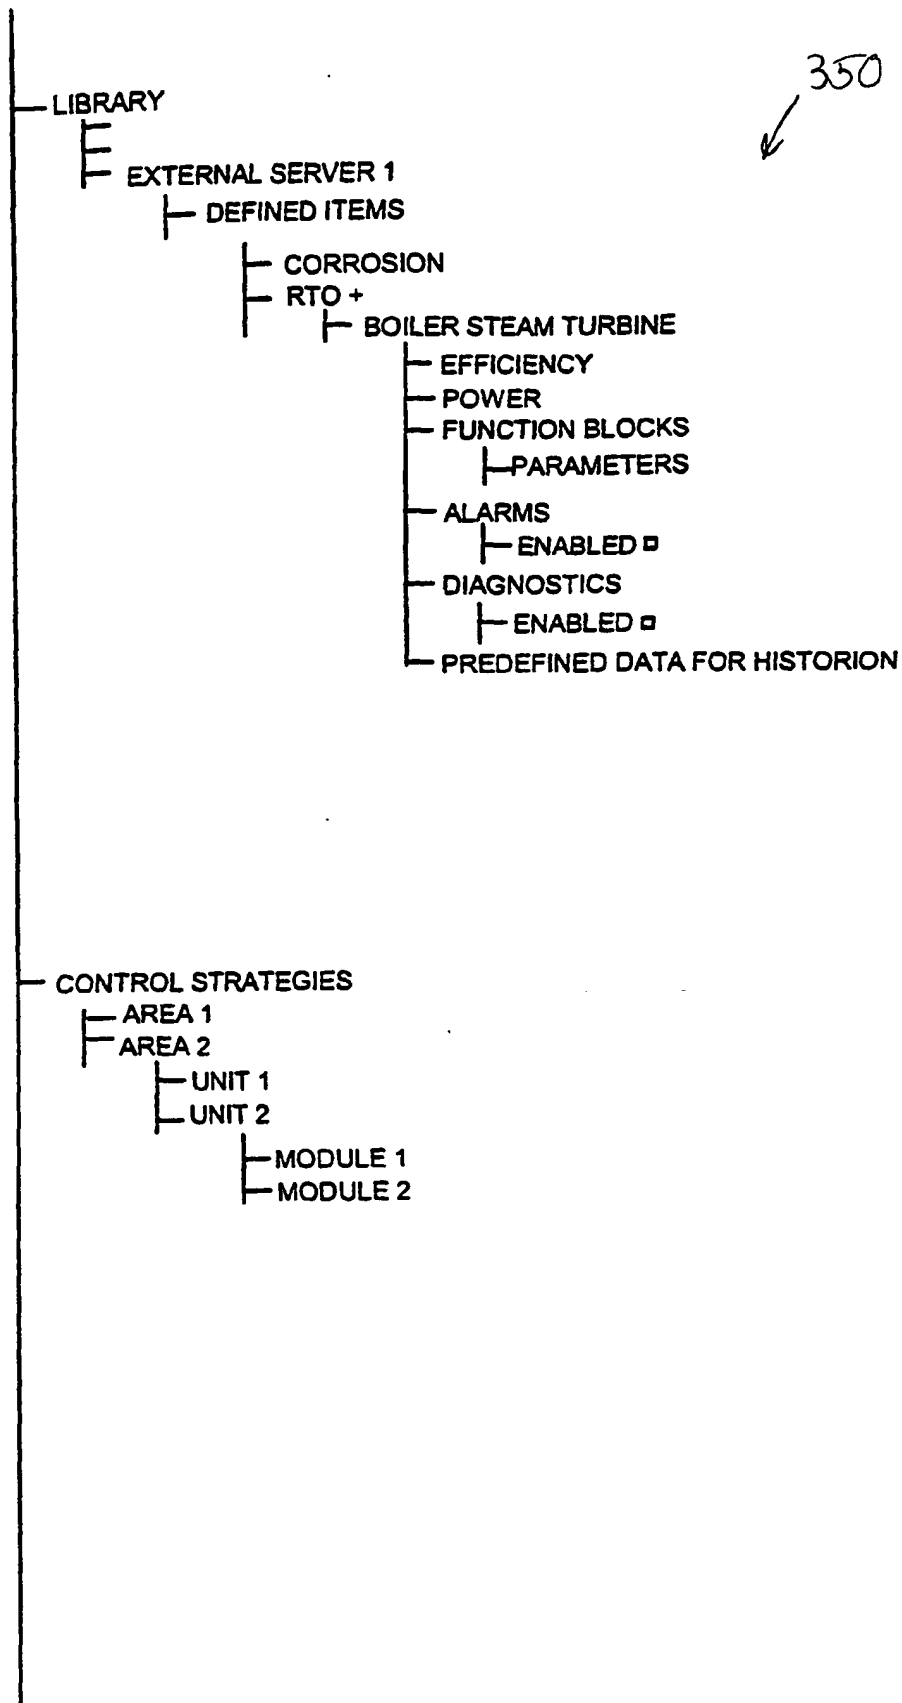 350
LIBRARY
EXTERNAL SERVER 1
DEFINED ITEMS
CORROSION
RTO +
BOILER STEAM TURBINE
EFFICIENCY
POWER
FUNCTION BLOCKS
PARAMETERS
ALARMS
ENABLED
DIAGNOSTICS
ENABLED
PREDEFINED DATA FOR HISTORION
CONTROL STRATEGIES
AREA 1
AREA 2
UNIT 1
UNIT 2
MODULE 1
MODULE 2